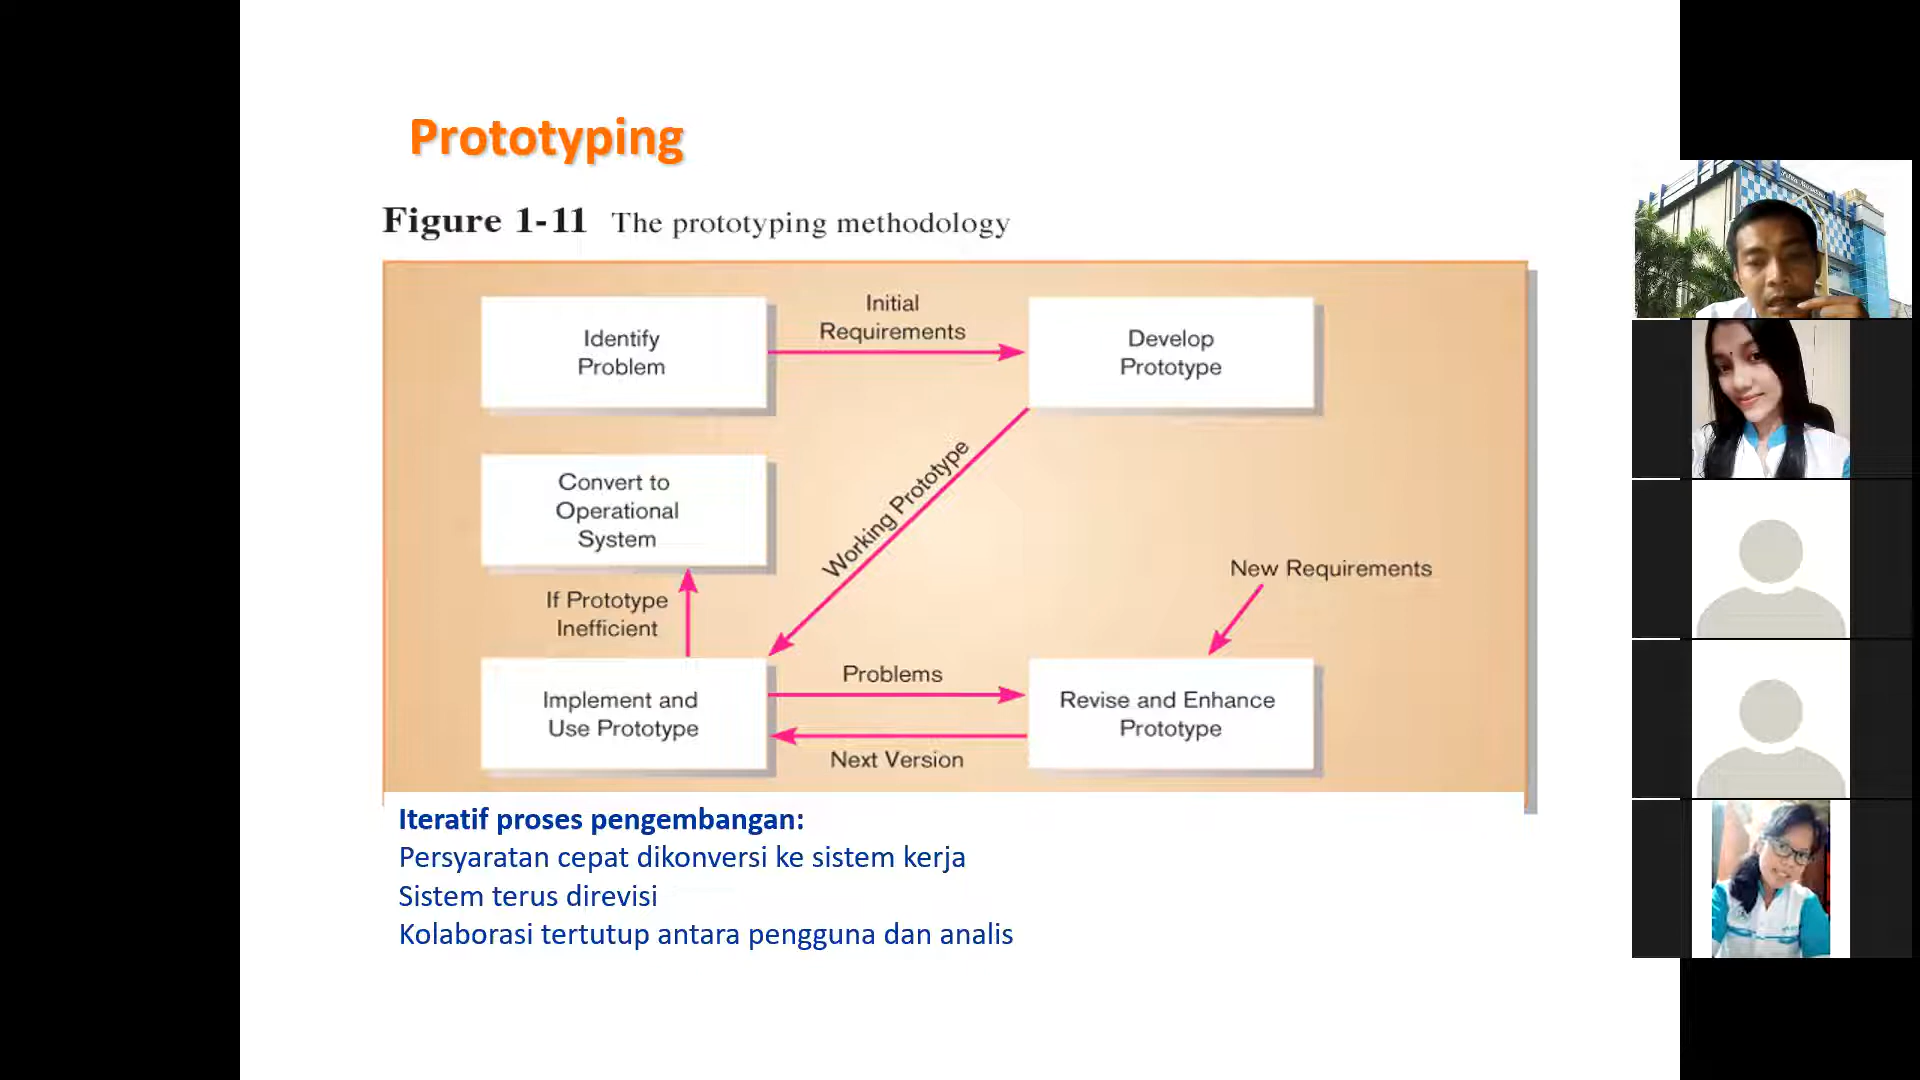 Prototyping
Figure 1-11 The prototyping methodology
Identify
Problem
Initial
Requirements
Develop
Prototype
Convert to
Operational
System
Working Prototype
New Requirements
If Prototype
Inefficient
Implement and
Use Prototype
Problems
Next Version
Revise and Enhance
Prototype
Iteratif proses pengembangan:
Persyaratan cepat dikonversi ke sistem kerja
Sistem terus direvisi
Kolaborasi tertutup antara pengguna dan analis